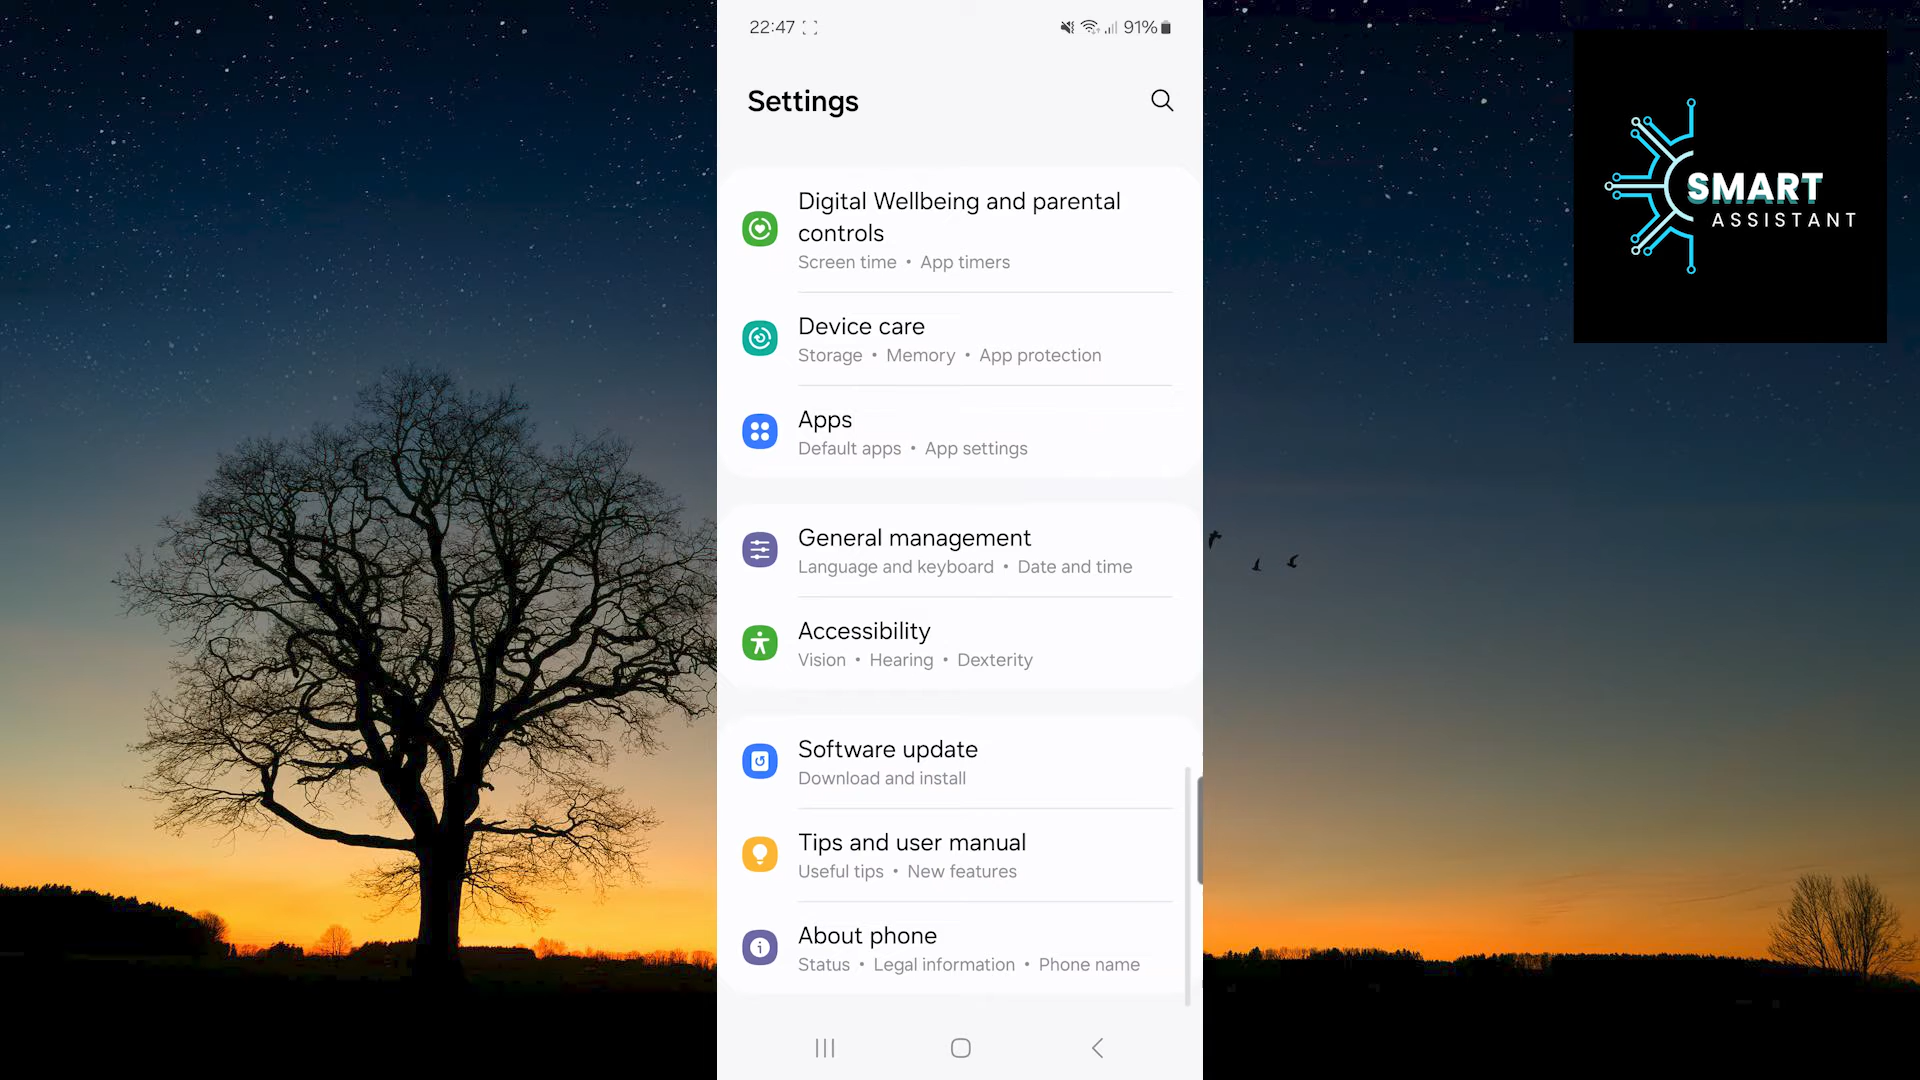 22:47
91%
Settings
Digital Wellbeing and parental
controls
Screen time • App timers
Device care
Storage • Memory • App protection
Apps
Default apps • App settings
General management
Language and keyboard • Date and time
Accessibility
Vision • Hearing • Dexterity
Software update
Download and install
Tips and user manual
Useful tips • New features
About phone
Status • Legal information • Phone name
SMART
ASSISTANT